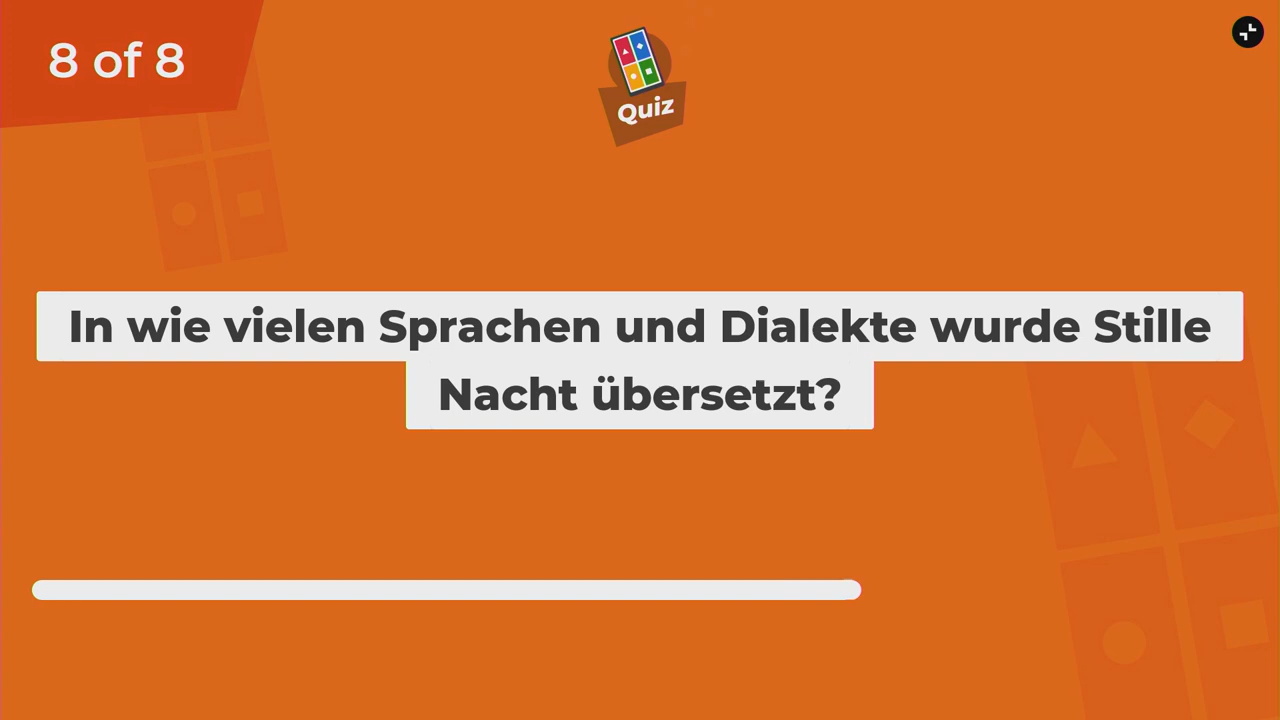 8 of 8
Quiz
In wie vielen Sprachen und Dialekte wurde Stille
Nacht übersetzt?